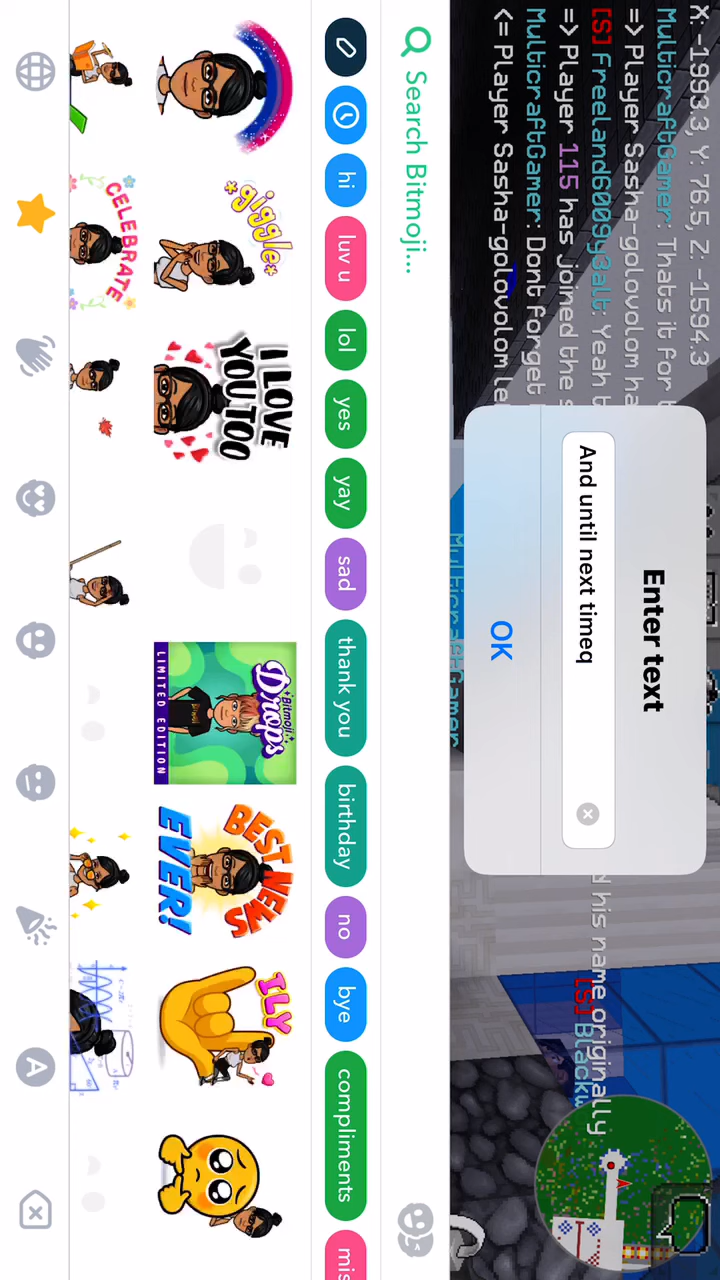 X: -1993.3, Y: 76.5, Z: -1594.3
MulticraftGamer: Thats it for
=> Player Sasha-golovolom ha
[S] Freeland6009y3alt: Yeah
his name originally
=> Player 115 has joined the s
[S] Blackw
MulticraftGamer: Dont forget
<= Player Sasha-golovolom le
MulticraftGamer
Enter text
And until next timeq
OK
Search Bitmoji...
hi luv u lol yes yay sad thank you birthday no bye compliments mis
*giggle*
I LOVE
YOU TOO
Bitmoji
Drops
LIMITED EDITION
BEST NEWS
EVER!
ILY
CELEBRATE
A